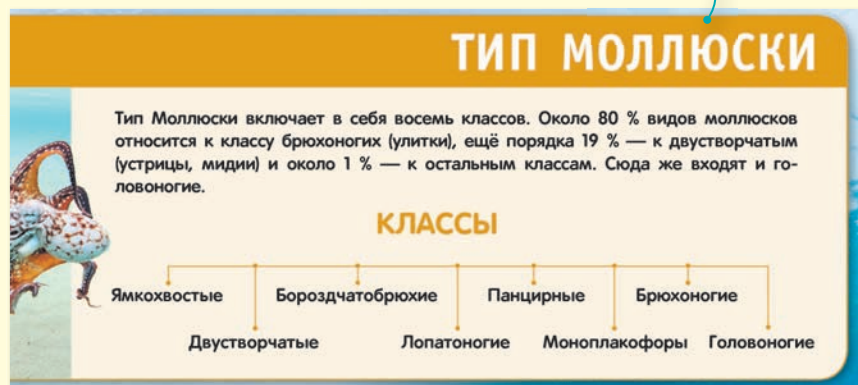 ТИП МОЛЛЮСКИ
Тип Моллюски включает в себя восемь классов. Около 80 % видов моллюсков
относится к классу брюхоногих (улитки), ещё порядка 19 % — к двустворчатым
(устрицы, мидии) и около 1 % — к остальным классам. Сюда же входят и го-
ловоногие.
КЛАССЫ
Ямкохвостые Бороздчатобрюхие Панцирные Брюхоногие
Двустворчатые Лопатоногие Моноплакофоры Головоногие